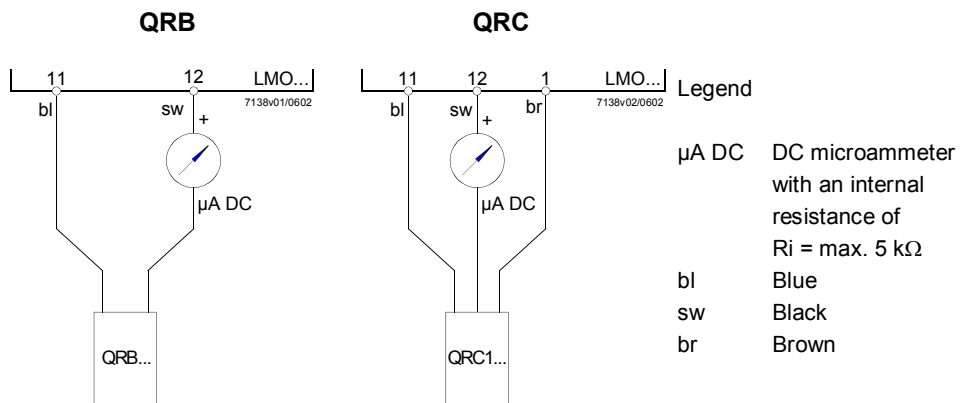 QRB
11 12 LMO...
7138v01/0602
bl sw +
µA DC
QRB...
QRC
11 12 1 LMO...
7138v02/0602
bl sw + br
µA DC
QRC1...
Legend
µA DC DC microammeter
with an internal
resistance of
Ri = max. 5 kΩ
bl Blue
sw Black
br Brown